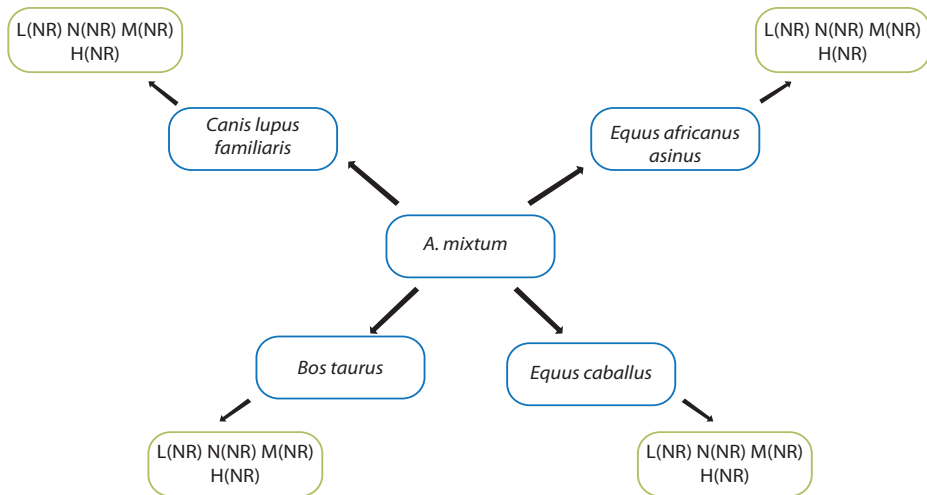 L(NR) N(NR) M(NR)
H(NR)
L(NR) N(NR) M(NR)
H(NR)
Canis lupus
familiaris
Equus africanus
asinus
A. mixtum
Bos taurus
Equus caballus
L(NR) N(NR) M(NR)
H(NR)
L(NR) N(NR) M(NR)
H(NR)